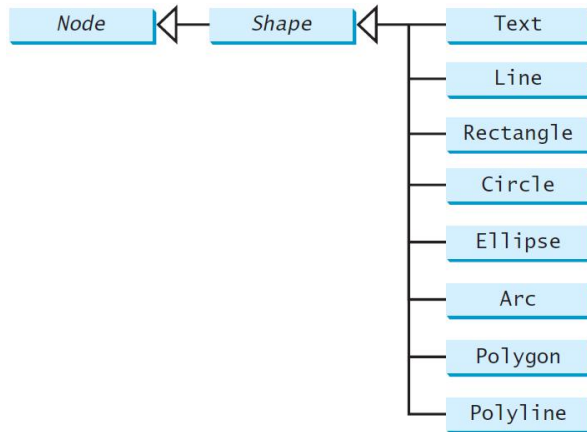 Node Shape Text
Line
Rectangle
Circle
Ellipse
Arc
Polygon
Polyline